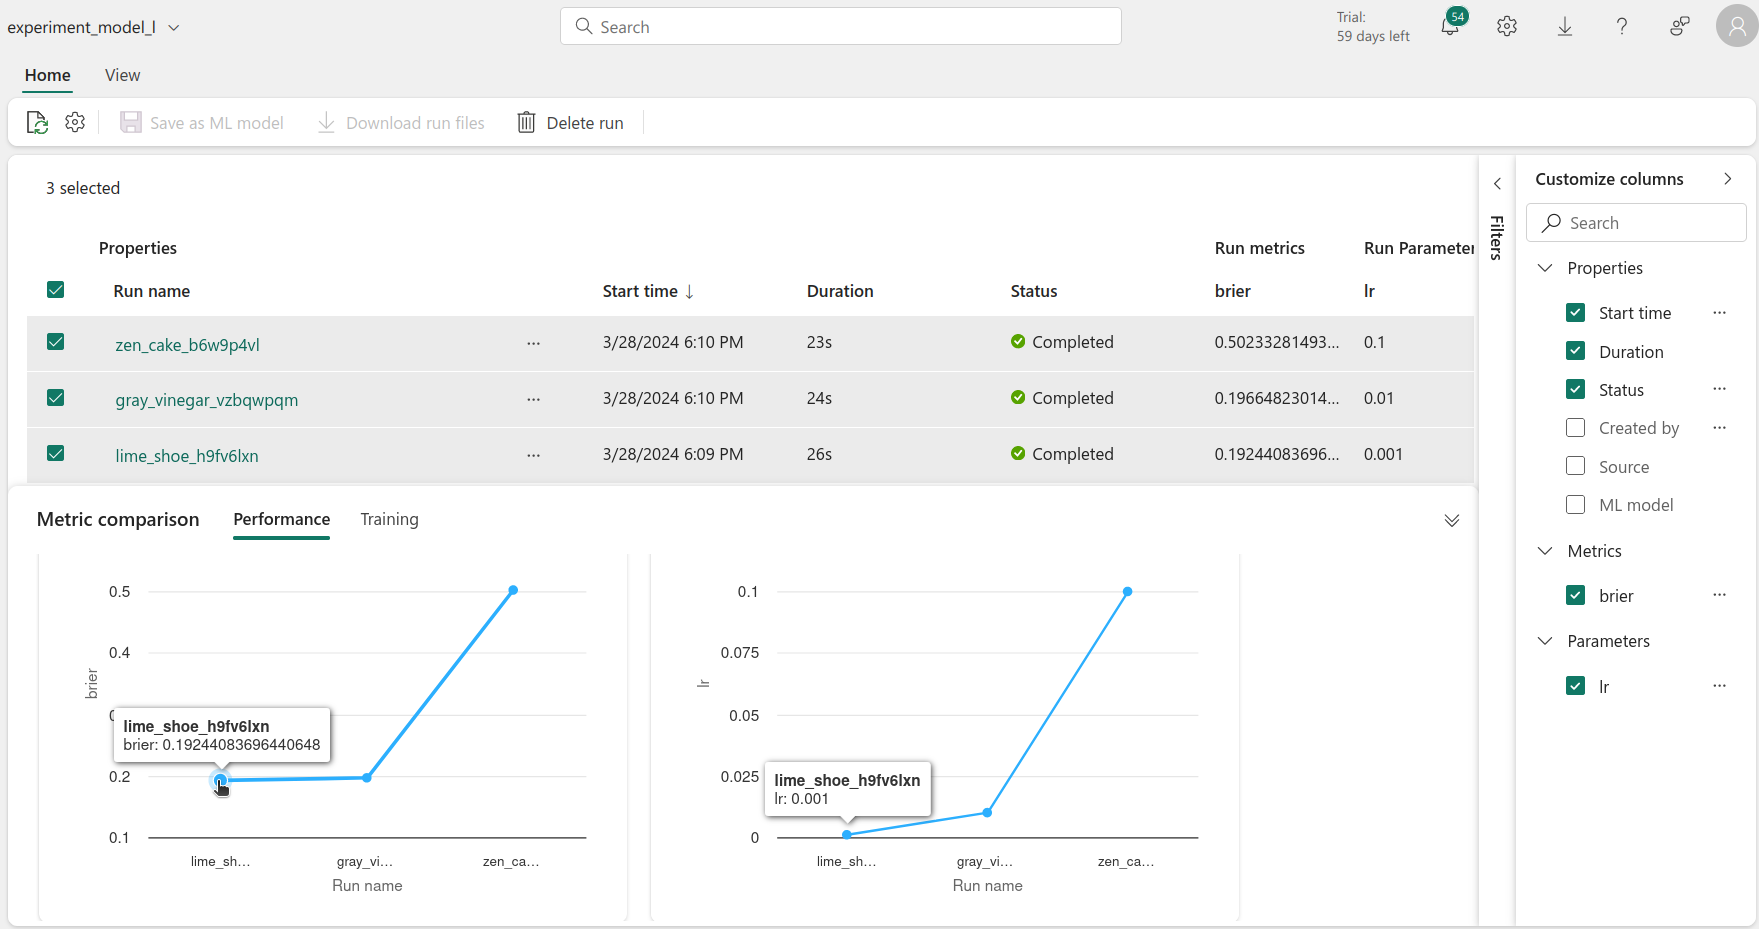 experiment_model_l
Search
Trial:
59 days left
54
Home
View
Save as ML model
Download run files
Delete run
3 selected
Properties
Run metrics
Run Parameter
Run name
Start time ↓
Duration
Status
brier
lr
zen_cake_b6w9p4vl
...
3/28/2024 6:10 PM
23s
Completed
0.50233281493...
0.1
gray_vinegar_vzbqwpqm
...
3/28/2024 6:10 PM
24s
Completed
0.19664823014...
0.01
lime_shoe_h9fv6lxn
...
3/28/2024 6:09 PM
26s
Completed
0.19244083696...
0.001
Filters
Customize columns
Search
Properties
Start time
Duration
Status
Created by
Source
ML model
Metrics
brier
Parameters
lr
Metric comparison
Performance
Training
0.5
0.4
0.2
0.1
brier
lime_shoe_h9fv6lxn
brier: 0.19244083696440648
lime_sh...
gray_vi...
zen_ca...
Run name
0.1
0.075
0.05
0.025
0
lr
lime_shoe_h9fv6lxn
lr: 0.001
lime_sh...
gray_vi...
zen_ca...
Run name